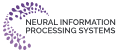 NEURAL INFORMATION
PROCESSING SYSTEMS